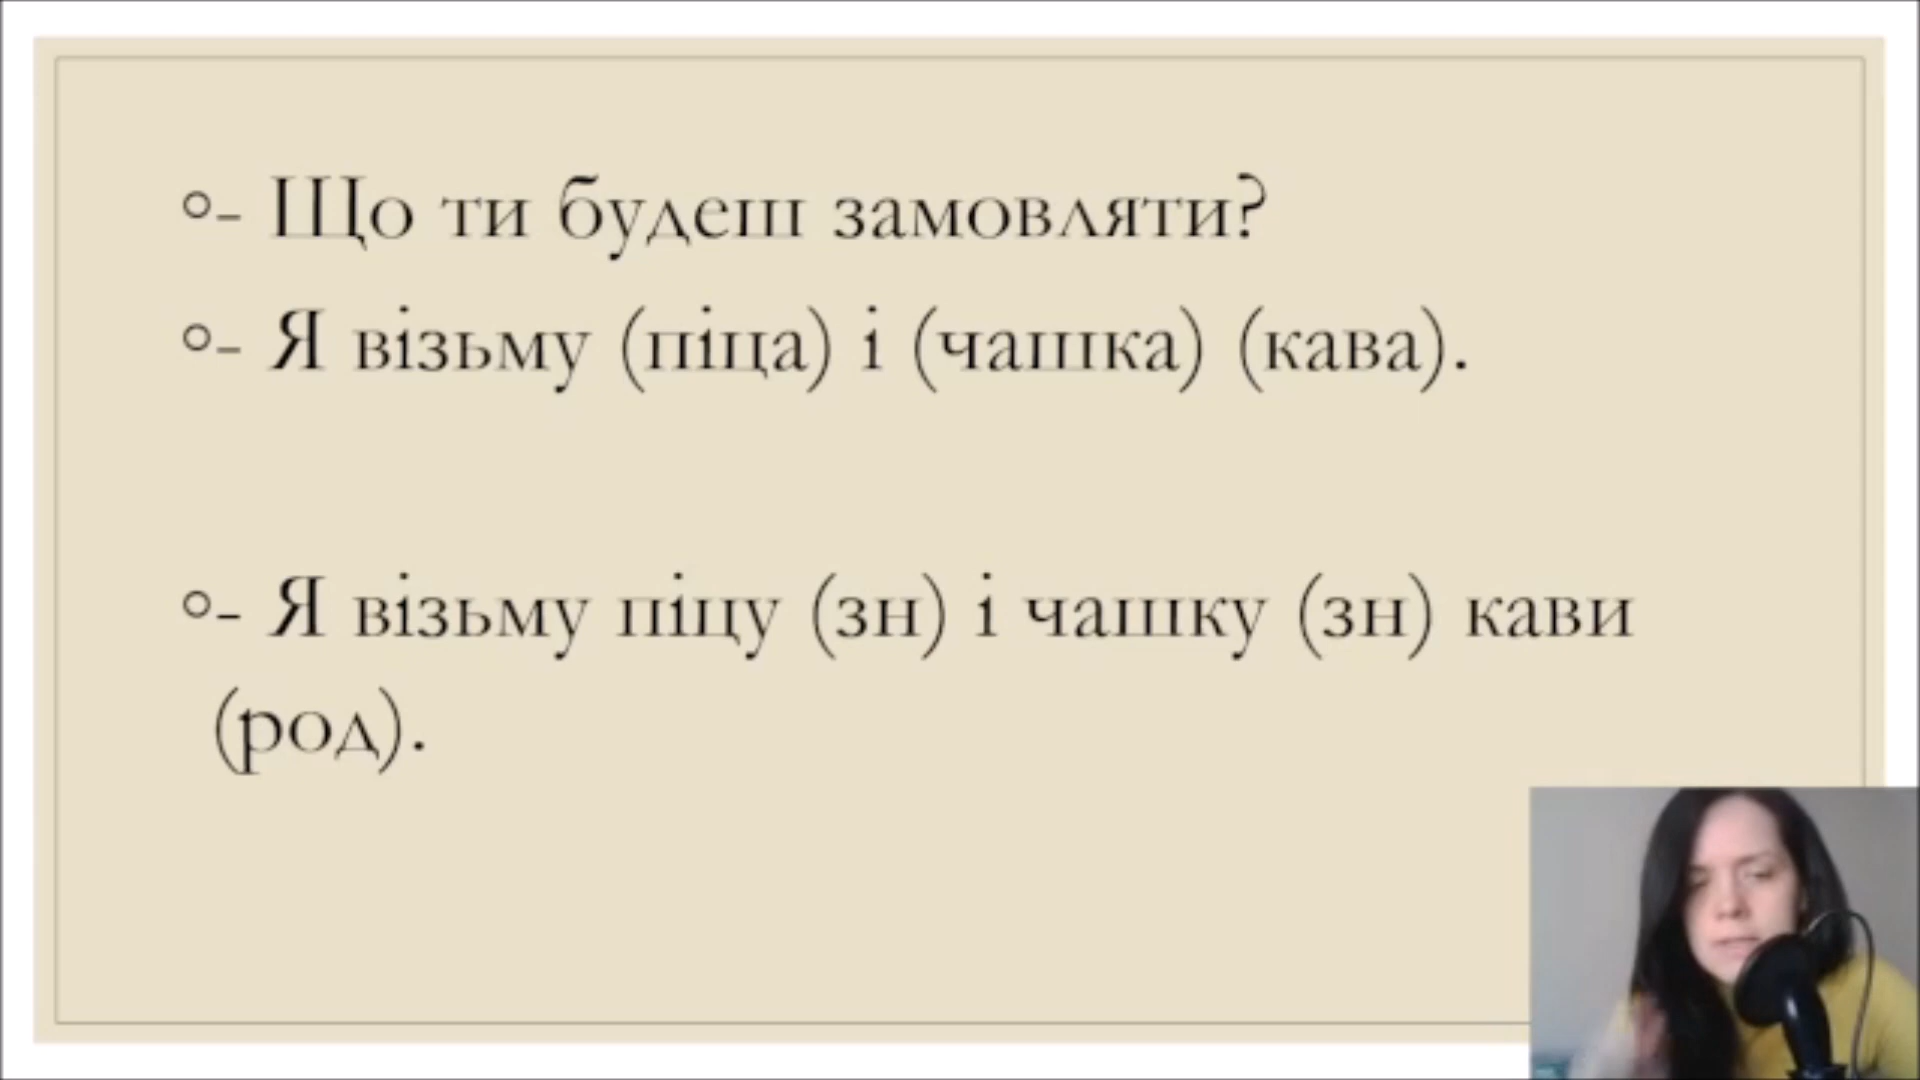 - Що ти будеш замовляти?
- Я візьму (піца) і (чашка) (кава).
- Я візьму піцу (зн) і чашку (зн) кави
(род).